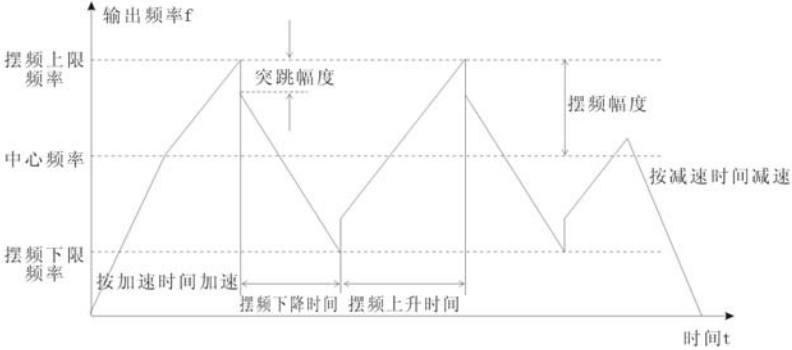 输出频率f
摆频上限
频率
突跳幅度
摆频幅度
中心频率
按减速时间减速
摆频下限
频率
按加速时间加速
摆频下降时间
摆频上升时间
时间t